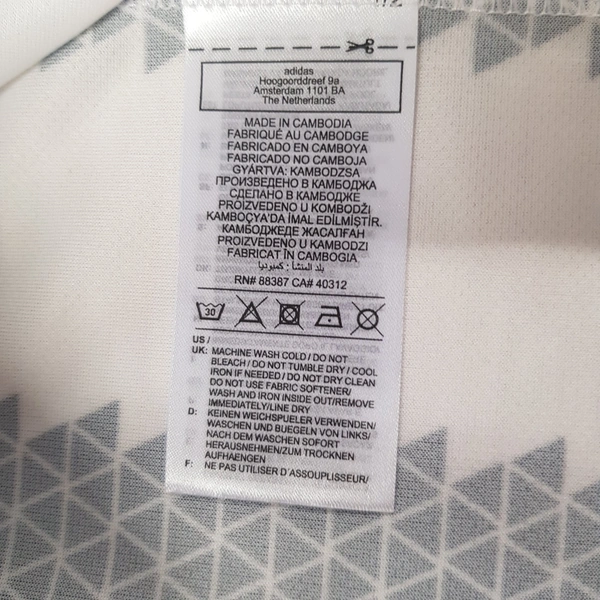 adidas
Hoogoorddreef 9a
Amsterdam 1101 BA
The Netherlands
MADE IN CAMBODIA
FABRIQUÉ AU CAMBODGE
FABRICADO EN CAMBOYA
FABRICADO NO CAMBOJA
GYÁRTVA: KAMBODZSA
ПРОИЗВЕДЕНО В КАМБОДЖА
СДЕЛАНО В КАМБОДЖЕ
PROIZVEDENO U KOMBODŽI
KAMBOÇYA'DA İMAL EDİLMİŞTİR.
КАМБОДЖЕДЕ ЖАСАЛҒАН
PROIZVEDENO U KAMBODŽI
FABRICAT ÎN CAMBOGIA
بلد المنشأ : كمبوديا
RN# 88387 CA# 40312
30
US /
UK: MACHINE WASH COLD / DO NOT
BLEACH / DO NOT TUMBLE DRY / COOL
IRON IF NEEDED / DO NOT DRY CLEAN
DO NOT USE FABRIC SOFTENER/
WASH AND IRON INSIDE OUT/REMOVE
IMMEDIATELY/LINE DRY
D: KEINEN WEICHSPUELER VERWENDEN/
WASCHEN UND BUEGELN VON LINKS/
NACH DEM WASCHEN SOFORT
HERAUSNEHMEN/ZUM TROCKNEN
AUFHAENGEN
F: NE PAS UTILISER D'ASSOUPLISSEUR/